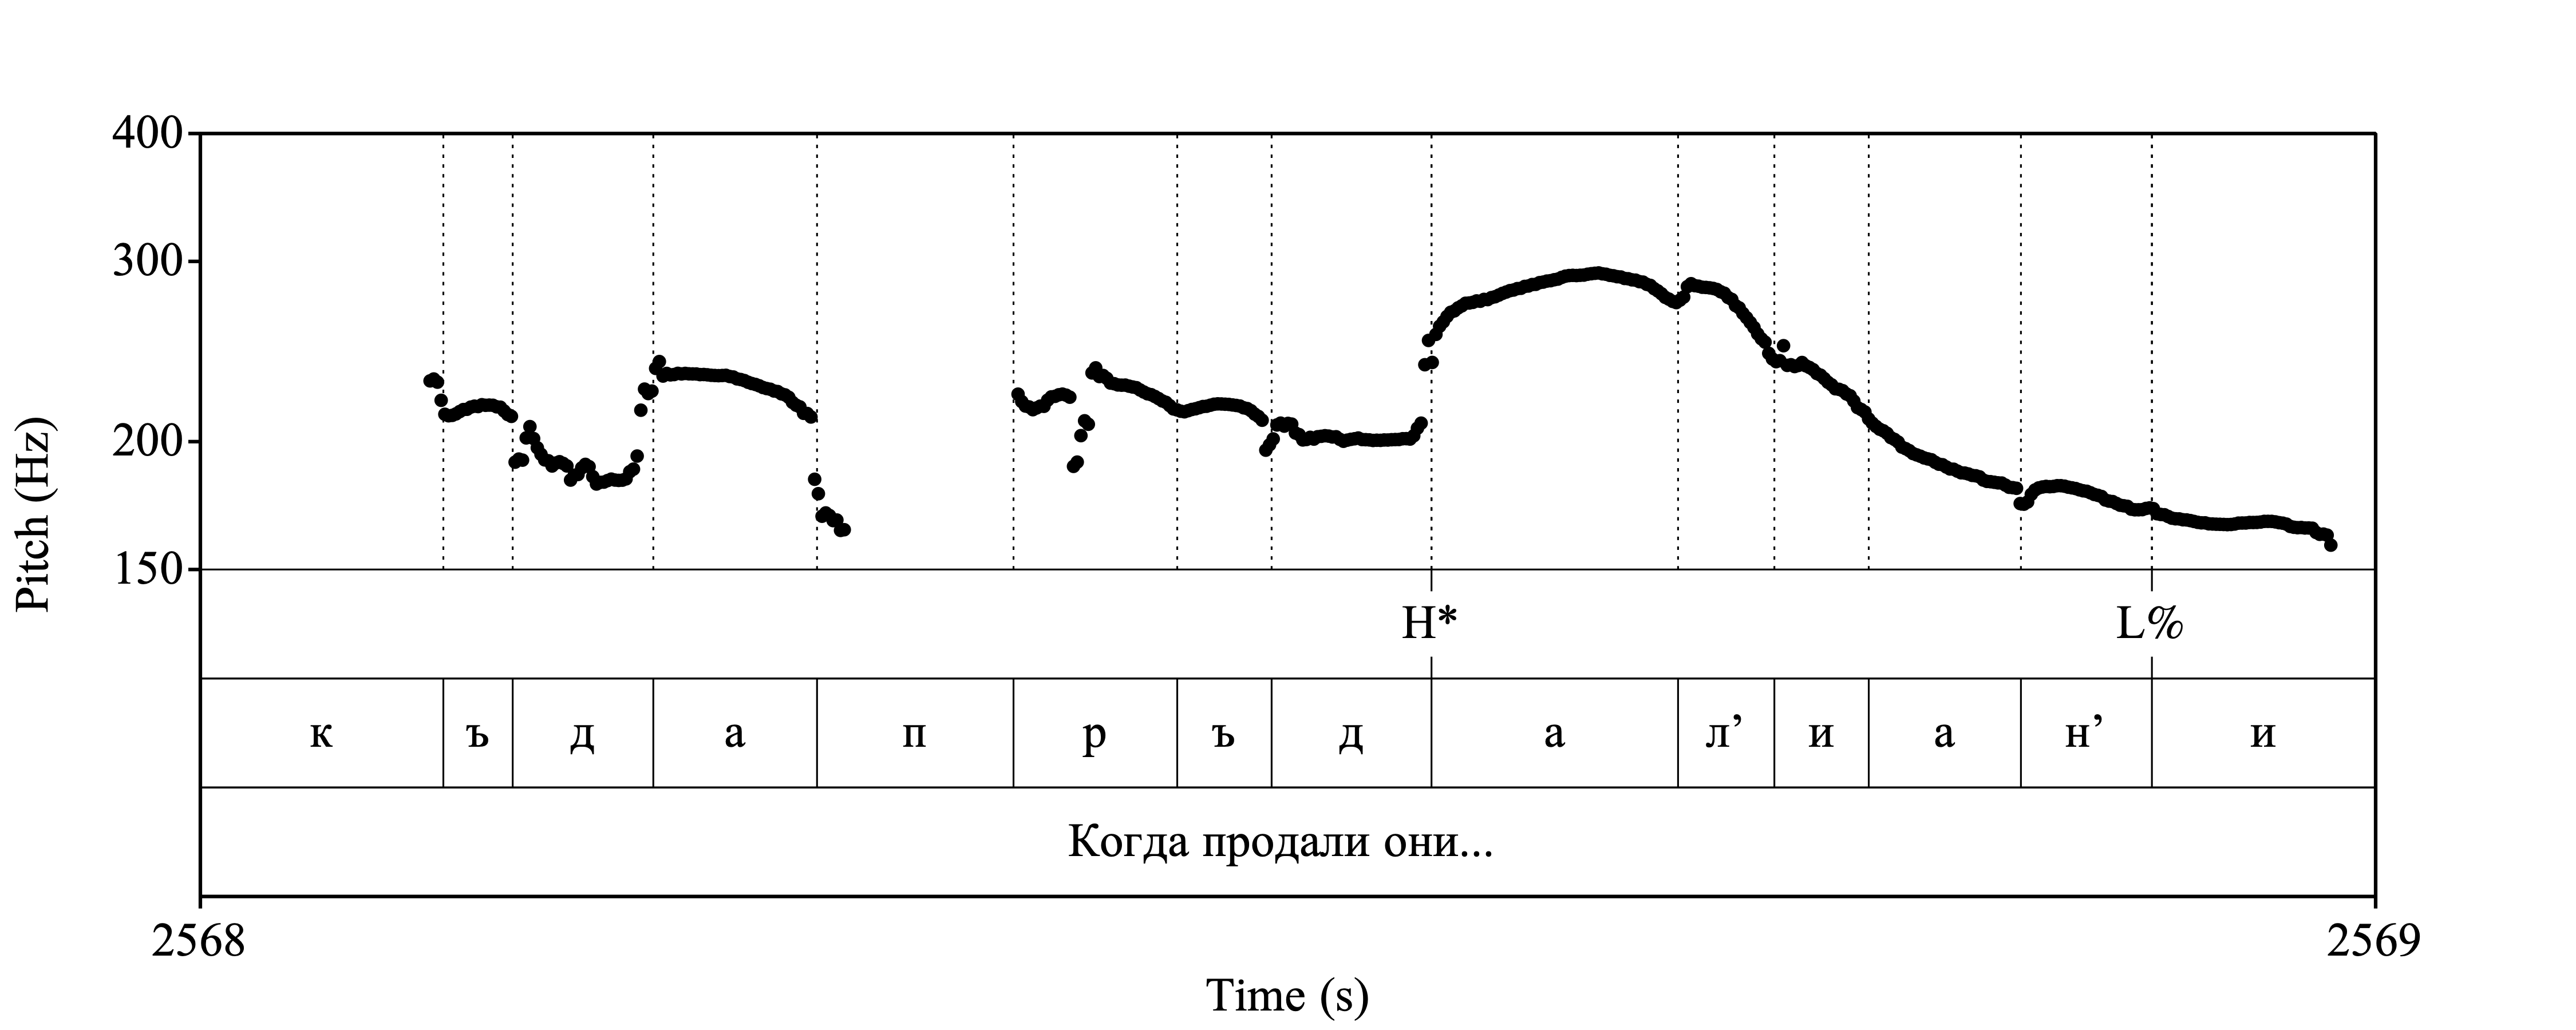 400
300
200
150
Pitch (Hz)
H* L%
к ъ д а п р ъ д а л’ и а н’ и
Когда продали они...
2568 2569
Time (s)